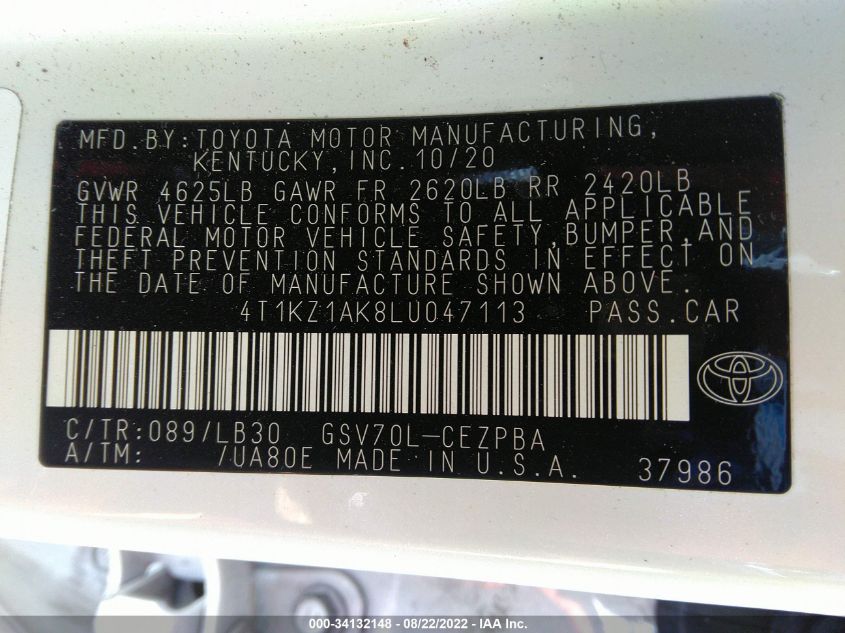 MFD.BY:TOYOTA MOTOR MANUFACTURING,
KENTUCKY,INC.10/20
GVWR 4625LB GAWR FR 2620LB RR 2420LB
THIS VEHICLE CONFORMS TO ALL APPLICABLE
FEDERAL MOTOR VEHICLE SAFETY,BUMPER,AND
THEFT PREVENTION STANDARDS IN EFFECT ON
THE DATE OF MANUFACTURE SHOWN ABOVE.
4T1KZ1AK8LU047113 PASS.CAR
C/TR:089/LB30 GSV70L-CEZPBA
A/TM: /UA80E MADE IN U.S.A. 37986
000-34132148 - 08/22/2022 - IAA Inc.